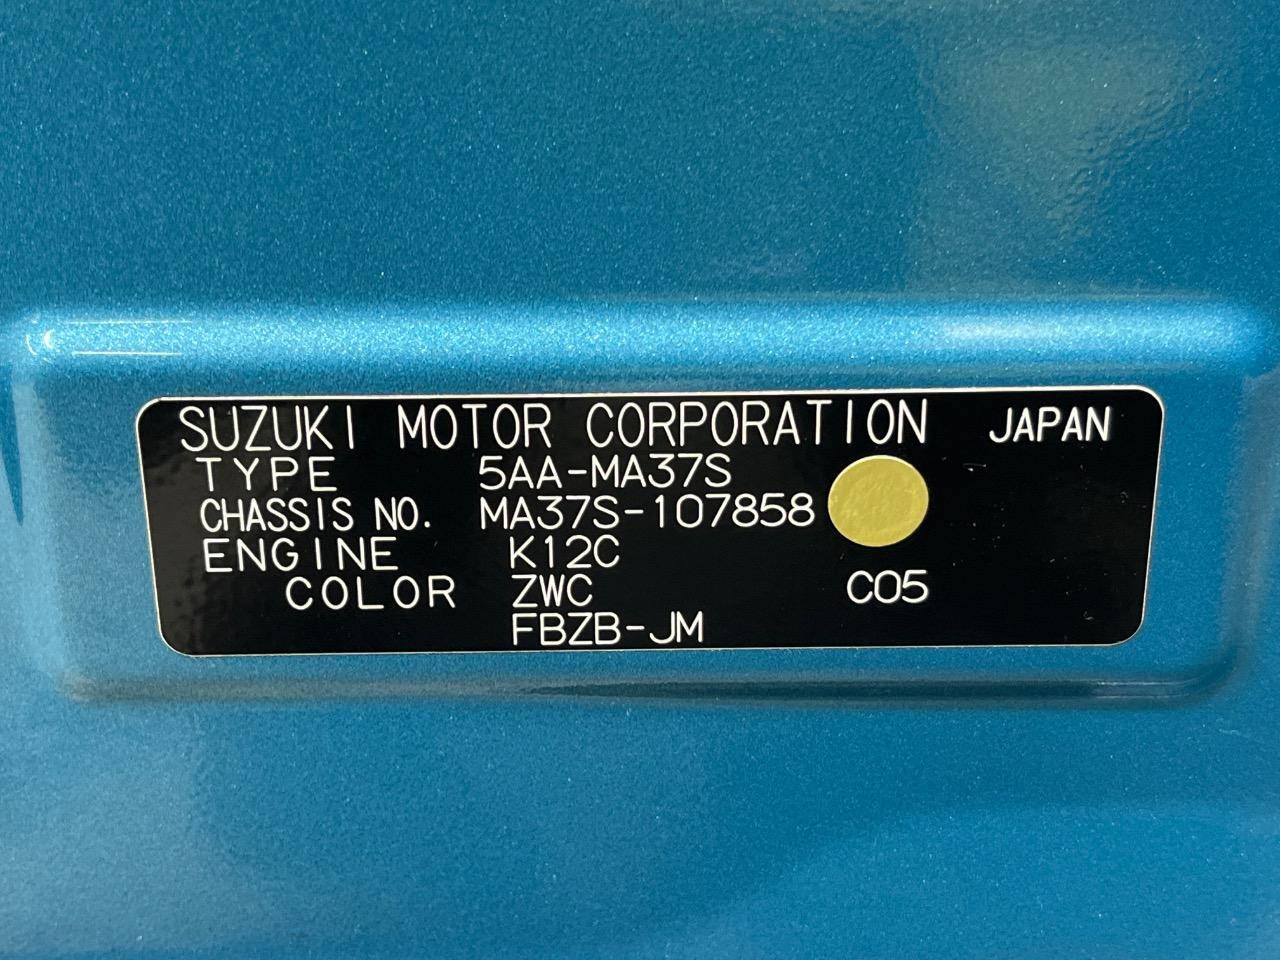 SUZUKI MOTOR CORPORATION JAPAN
TYPE 5AA-MA37S
CHASSIS NO. MA37S-107858
ENGINE K12C
COLOR ZWC C05
FBZB-JM